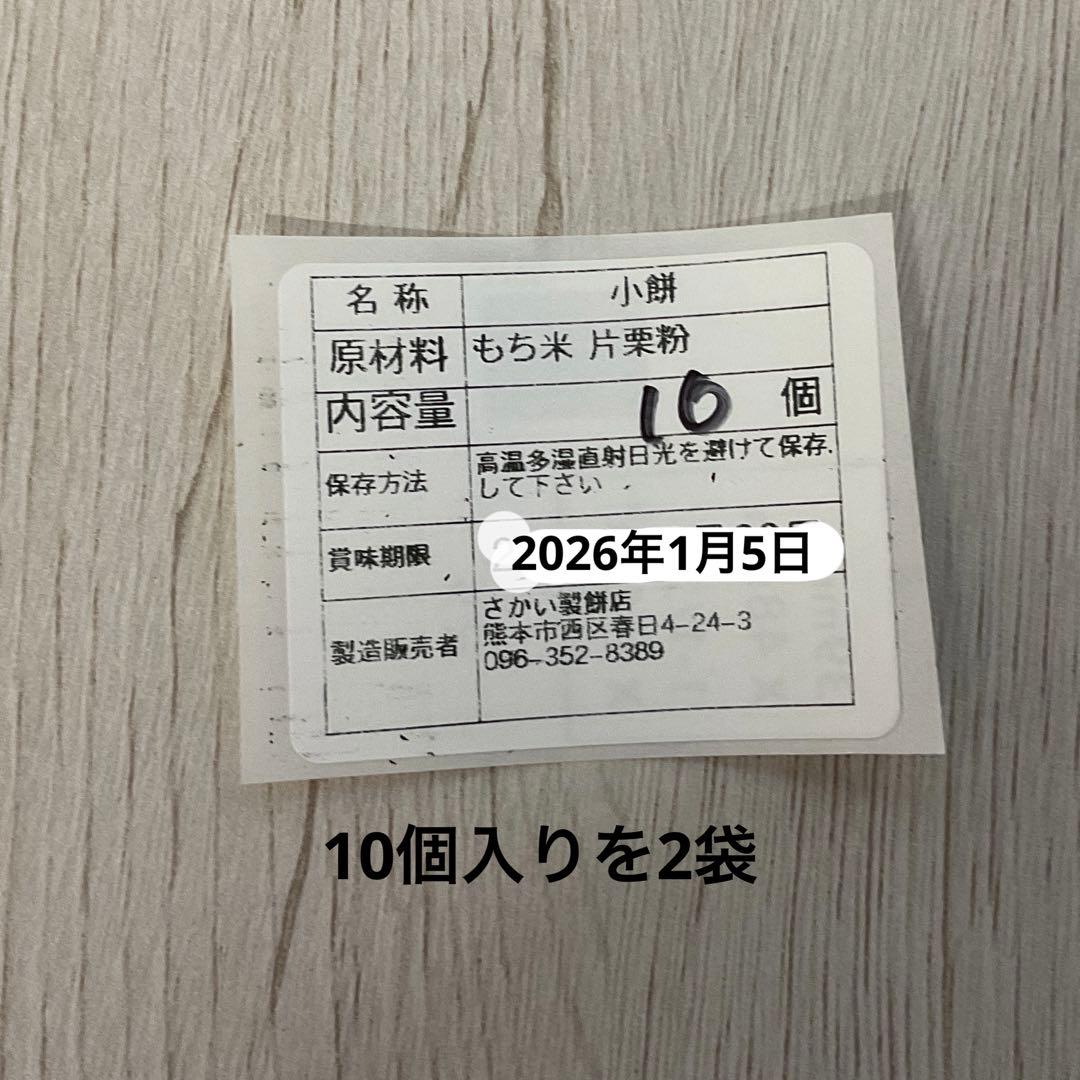 名 称 小餅
原材料 もち米 片栗粉
内容量 10 個
保存方法 高温多湿直射日光を避けて保存.
して下さい
賞味期限 2026年1月5日
さかい製餅店
製造販売者 熊本市西区春日4-24-3
096-352-8389
10個入りを2袋